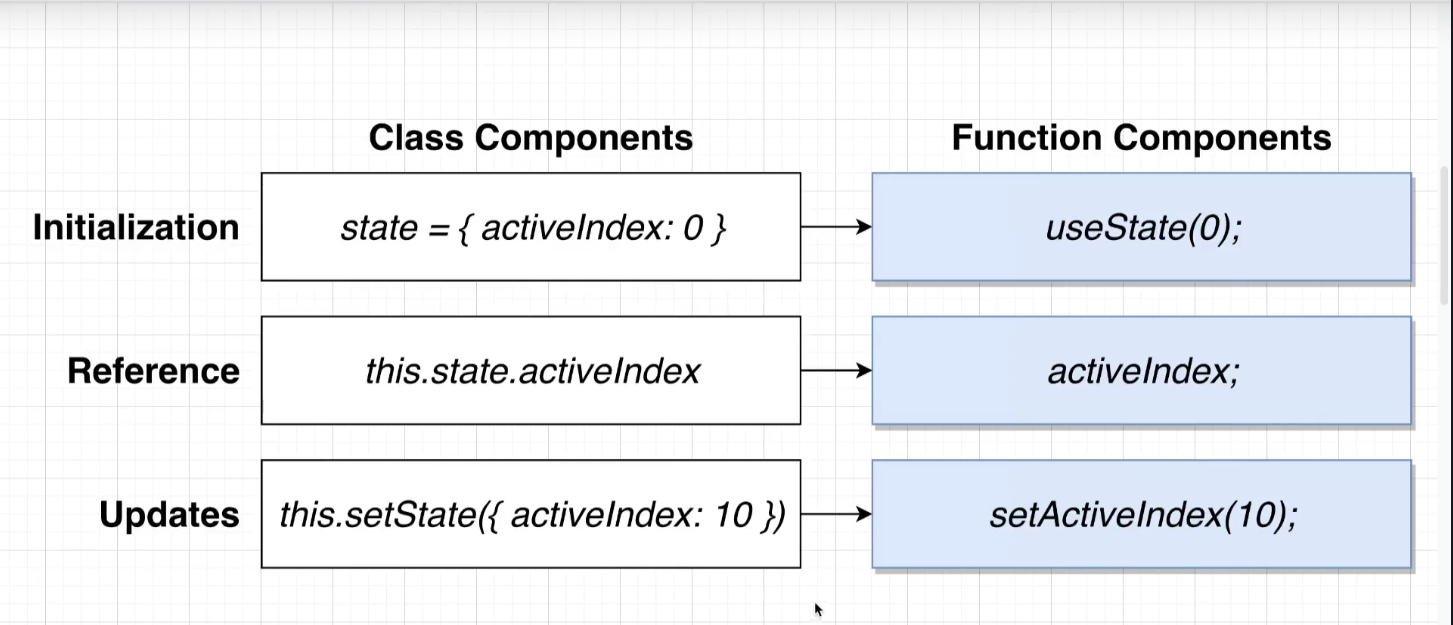 Class Components
Function Components
Initialization
state = { activeIndex: 0 }
useState(0);
Reference
this.state.activeIndex
activeIndex;
Updates
this.setState({ activeIndex: 10 })
setActiveIndex(10);